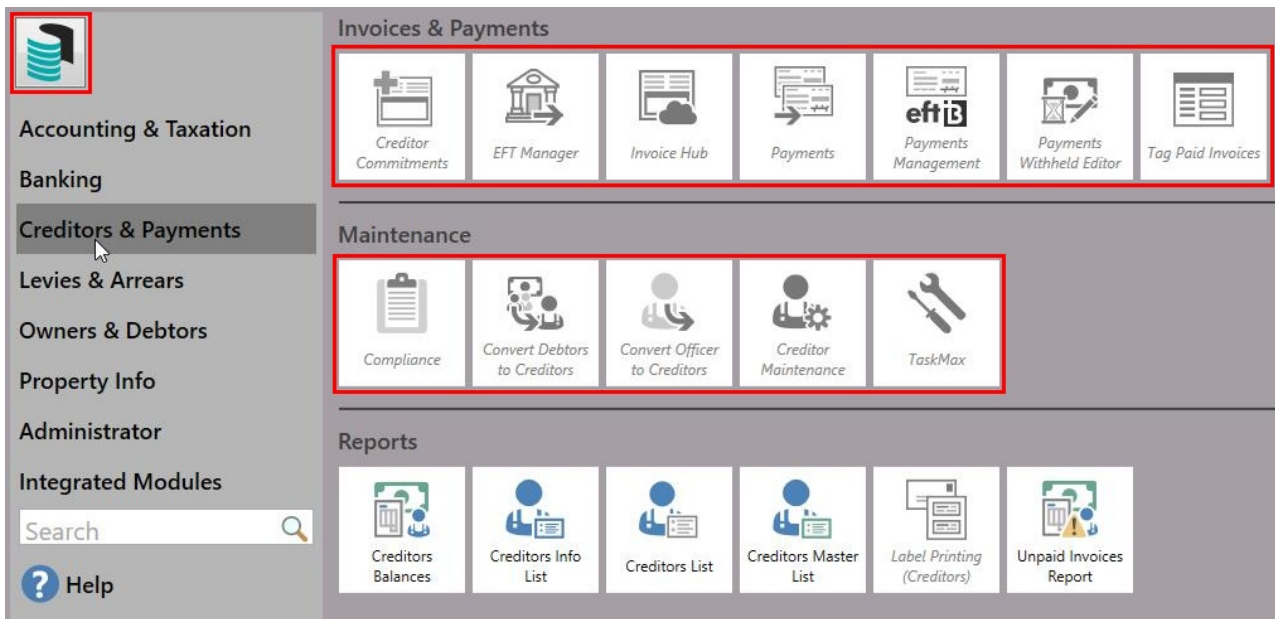 Accounting & Taxation
Banking
Creditors & Payments
Levies & Arrears
Owners & Debtors
Property Info
Administrator
Integrated Modules
Search
Help
Invoices & Payments
Creditor
Commitments
EFT Manager
Invoice Hub
Payments
eftiB
Payments
Management
Payments
Withheld Editor
Tag Paid Invoices
Maintenance
Compliance
Convert Debtors
to Creditors
Convert Officer
to Creditors
Creditor
Maintenance
TaskMax
Reports
Creditors
Balances
Creditors Info
List
Creditors List
Creditors Master
List
Label Printing
(Creditors)
Unpaid Invoices
Report